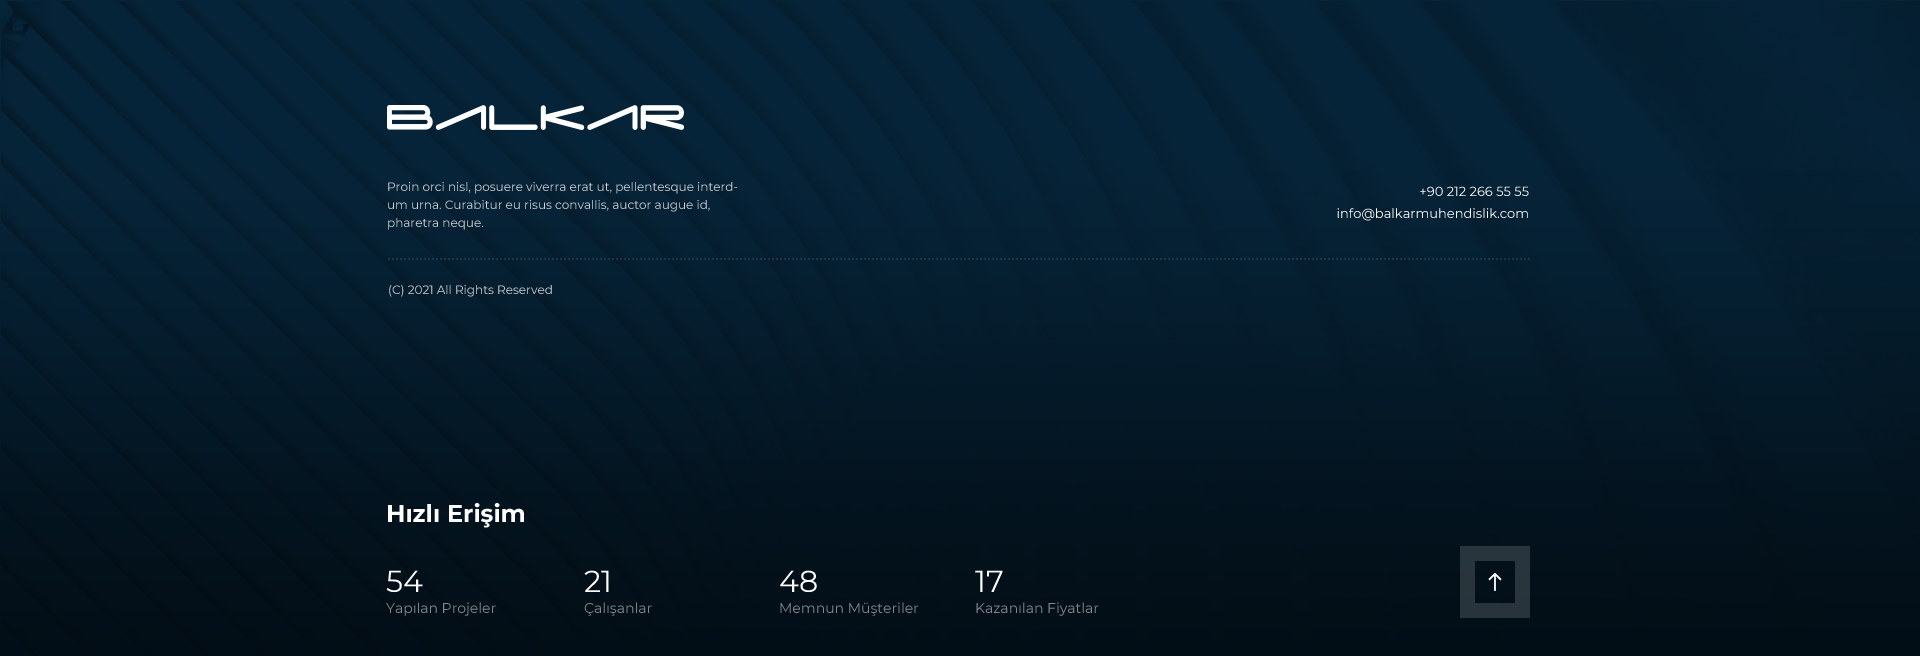 BALKAR
Proin orci nisl, posuere viverra erat ut, pellentesque interd-
um urna. Curabitur eu risus convallis, auctor augue id,
pharetra neque.
+90 212 266 55 55
info@balkarmuhendislik.com
(C) 2021 All Rights Reserved
Hızlı Erişim
54
Yapılan Projeler
21
Çalışanlar
48
Memnun Müşteriler
17
Kazanılan Fiyatlar